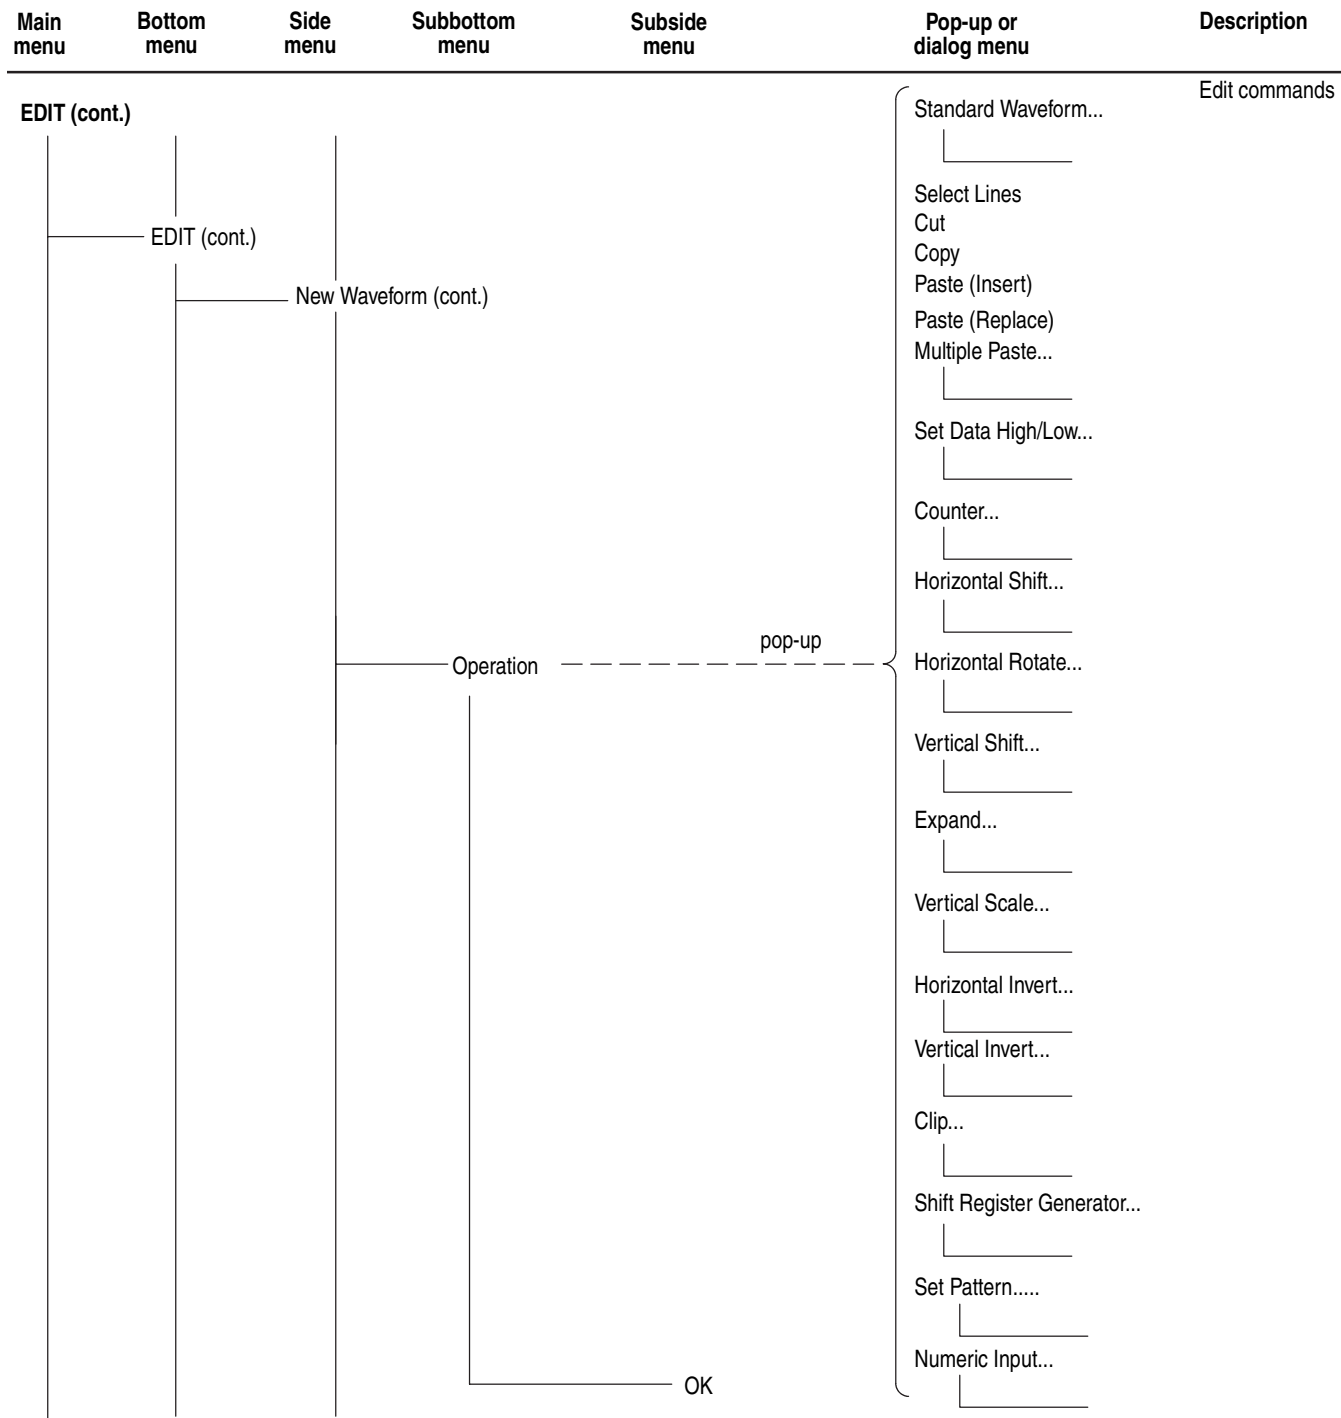 Main menu
Bottom menu
Side menu
Subbottom menu
Subside menu
Pop-up or dialog menu
Description
EDIT (cont.)
Edit commands
Standard Waveform...
Select Lines
Cut
EDIT (cont.)
Copy
Paste (Insert)
New Waveform (cont.)
Paste (Replace)
Multiple Paste...
Set Data High/Low...
Counter...
Horizontal Shift...
pop-up
Operation
Horizontal Rotate...
Vertical Shift...
Expand...
Vertical Scale...
Horizontal Invert...
Vertical Invert...
Clip...
Shift Register Generator...
Set Pattern.....
Numeric Input...
OK